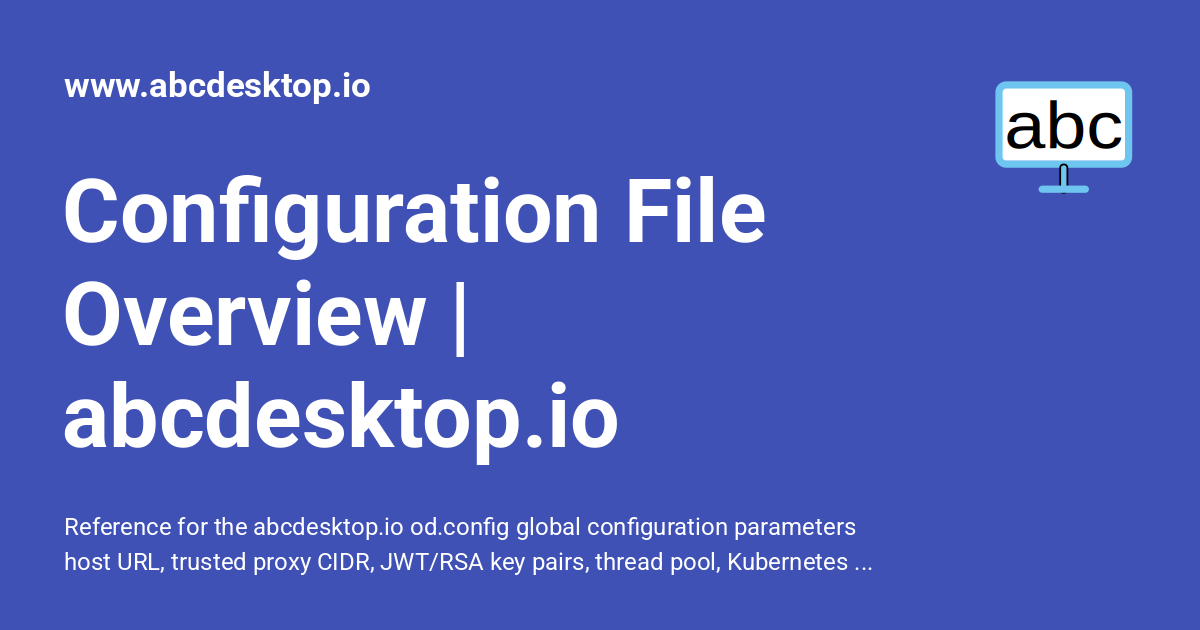 www.abcdesktop.io
abc
Configuration File
Overview |
abcdesktop.io
Reference for the abcdesktop.io od.config global configuration parameters
host URL, trusted proxy CIDR, JWT/RSA key pairs, thread pool, Kubernetes ...